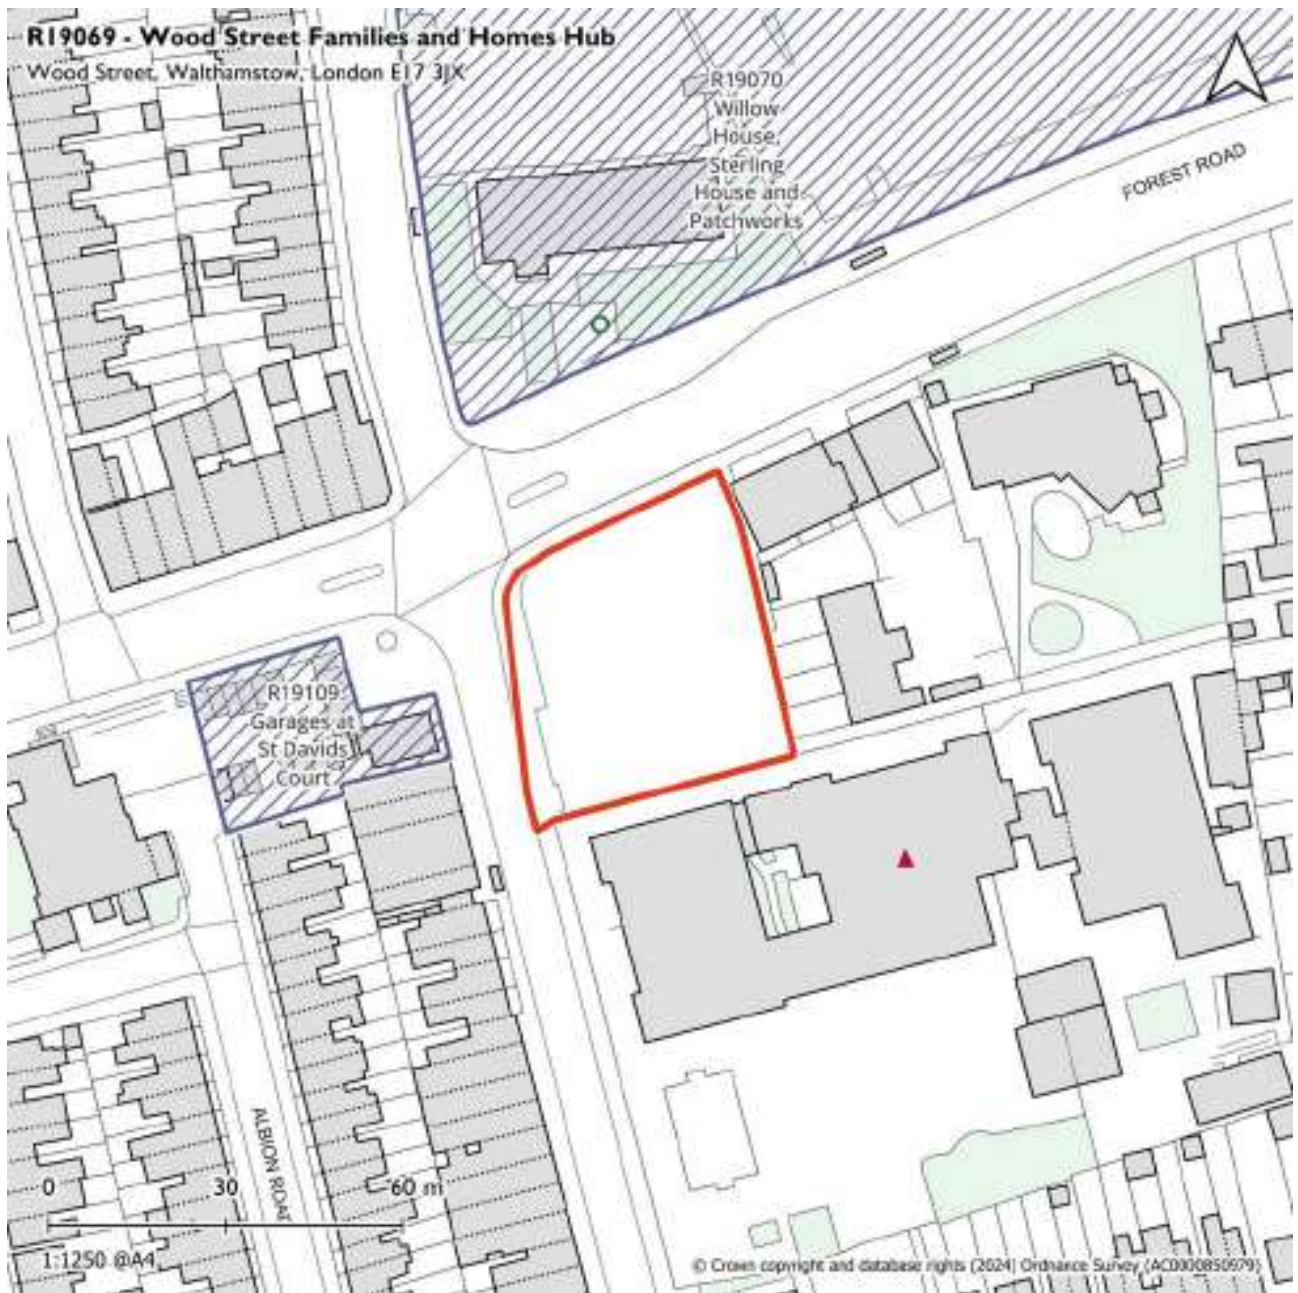 R19069 - Wood Street Families and Homes Hub
Wood Street, Walthamstow, London E17 3JX
R19070
Willow
House,
Sterling
House and
Patchworks
FOREST ROAD
R19109
Garages at
St Davids
Court
ALBION ROAD
0 30 60 m
1:1250 @A4
© Crown copyright and database rights (2024) Ordnance Survey (AC0000850979)